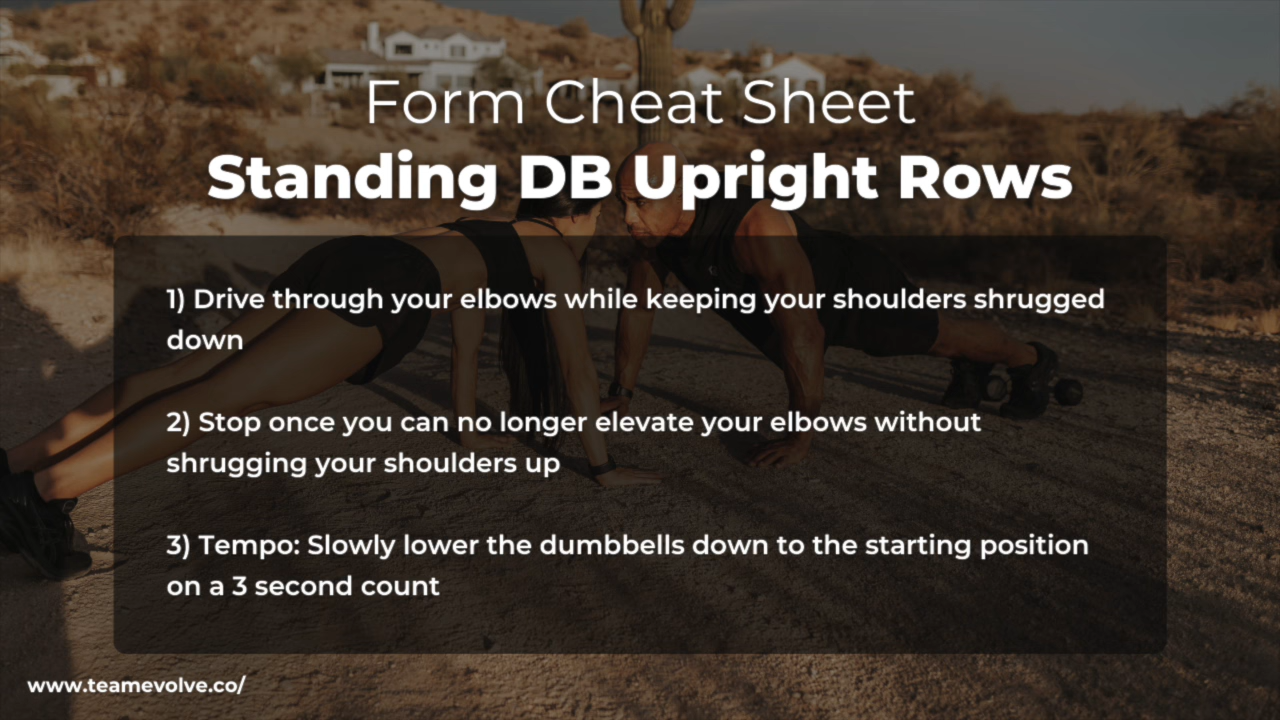 Form Cheat Sheet
Standing DB Upright Rows
1) Drive through your elbows while keeping your shoulders shrugged
down
2) Stop once you can no longer elevate your elbows without
shrugging your shoulders up
3) Tempo: Slowly lower the dumbbells down to the starting position
on a 3 second count
www.teamevolve.co/